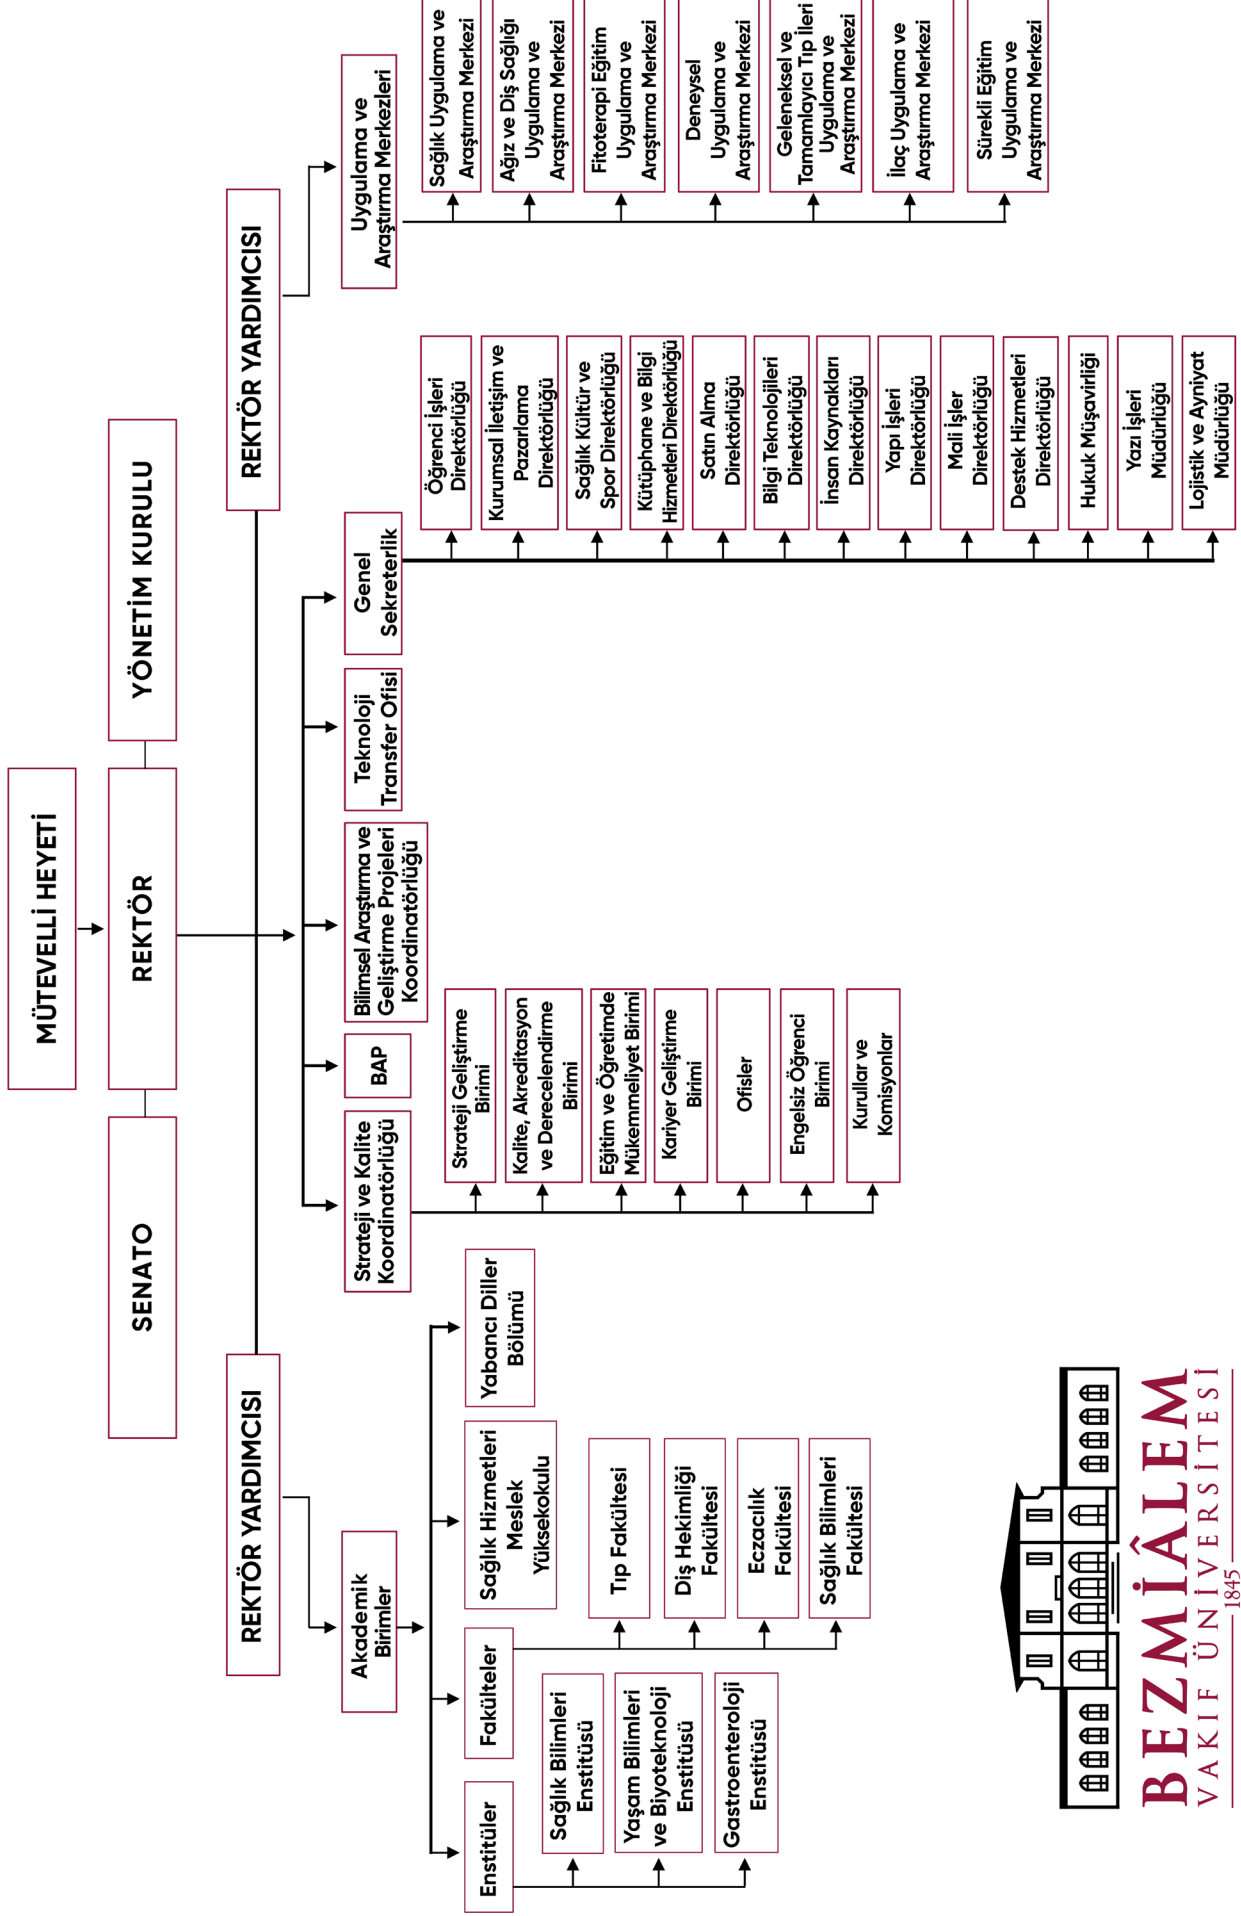 MÜTEVELLİ HEYETİ
SENATO
REKTÖR
YÖNETİM KURULU
REKTÖR YARDIMCISI
REKTÖR YARDIMCISI
Akademik
Birimler
Enstitüler
Sağlık Bilimleri
Enstitüsü
Yaşam Bilimleri
ve Biyoteknoloji
Enstitüsü
Gastroenteroloji
Enstitüsü
Fakülteler
Tıp Fakültesi
Diş Hekimliği
Fakültesi
Eczacılık
Fakültesi
Sağlık Bilimleri
Fakültesi
Sağlık Hizmetleri
Meslek
Yüksekokulu
Yabancı Diller
Bölümü
Strateji ve Kalite
Koordinatörlüğü
Strateji Geliştirme
Birimi
Kalite, Akreditasyon
ve Derecelendirme
Birimi
Eğitim ve Öğretimde
Mükemmeliyet Birimi
Kariyer Geliştirme
Birimi
Ofisler
Engelsiz Öğrenci
Birimi
Kurullar ve
Komisyonlar
BAP
Bilimsel Araştırma ve
Geliştirme Projeleri
Koordinatörlüğü
Teknoloji
Transfer Ofisi
Genel
Sekreterlik
Öğrenci İşleri
Direktörlüğü
Kurumsal İletişim ve
Pazarlama
Direktörlüğü
Sağlık Kültür ve
Spor Direktörlüğü
Kütüphane ve Bilgi
Hizmetleri Direktörlüğü
Satın Alma
Direktörlüğü
Bilgi Teknolojileri
Direktörlüğü
İnsan Kaynakları
Direktörlüğü
Yapı İşleri
Direktörlüğü
Mali İşler
Direktörlüğü
Destek Hizmetleri
Direktörlüğü
Hukuk Müşavirliği
Yazı İşleri
Müdürlüğü
Lojistik ve Ayniyat
Müdürlüğü
Uygulama ve
Araştırma Merkezleri
Sağlık Uygulama ve
Araştırma Merkezi
Ağız ve Diş Sağlığı
Uygulama ve
Araştırma Merkezi
Fitoterapi Eğitim
Uygulama ve
Araştırma Merkezi
Deneysel
Uygulama ve
Araştırma Merkezi
Geleneksel ve
Tamamlayıcı Tıp İleri
Uygulama ve
Araştırma Merkezi
İlaç Uygulama ve
Araştırma Merkezi
Sürekli Eğitim
Uygulama ve
Araştırma Merkezi
BEZMİÂLEM
VAKIF ÜNİVERSİTESİ
1845